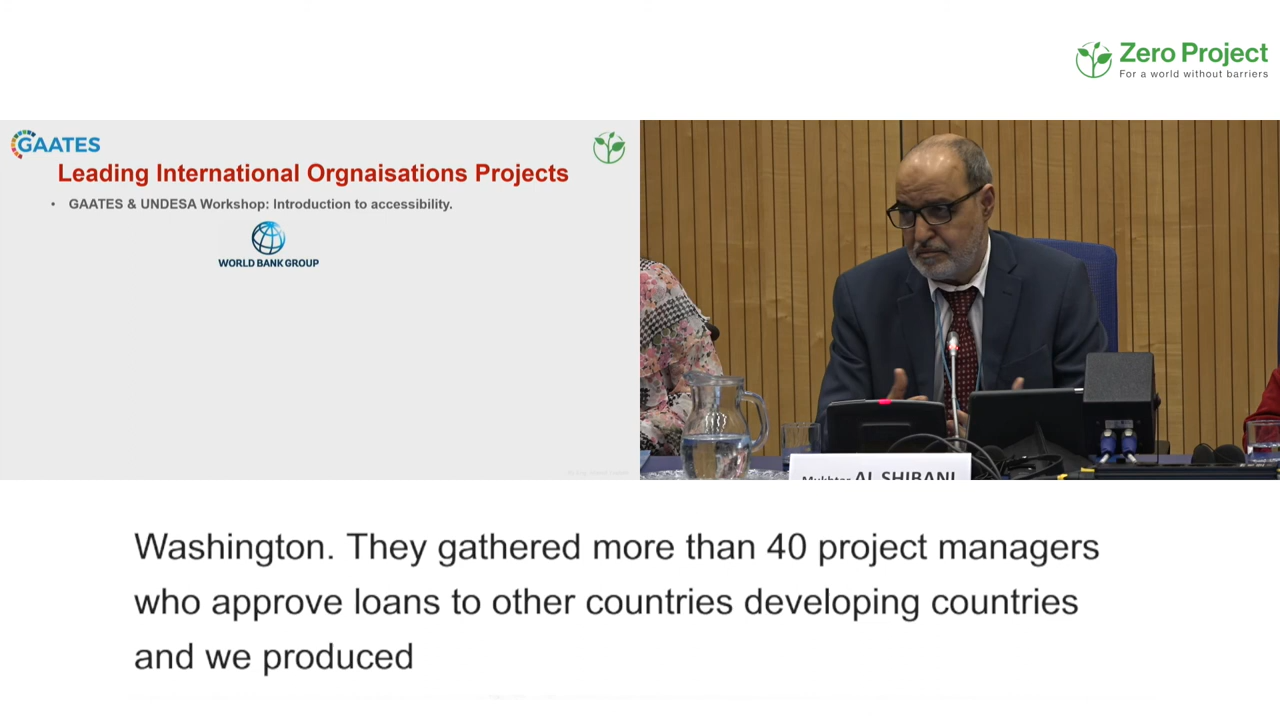 Zero Project
For a world without barriers
GAATES
Leading International Orgnaisations Projects
• GAATES & UNDESA Workshop: Introduction to accessibility.
WORLD BANK GROUP
Mukhtar AL SHIBANI
Washington. They gathered more than 40 project managers
who approve loans to other countries developing countries
and we produced